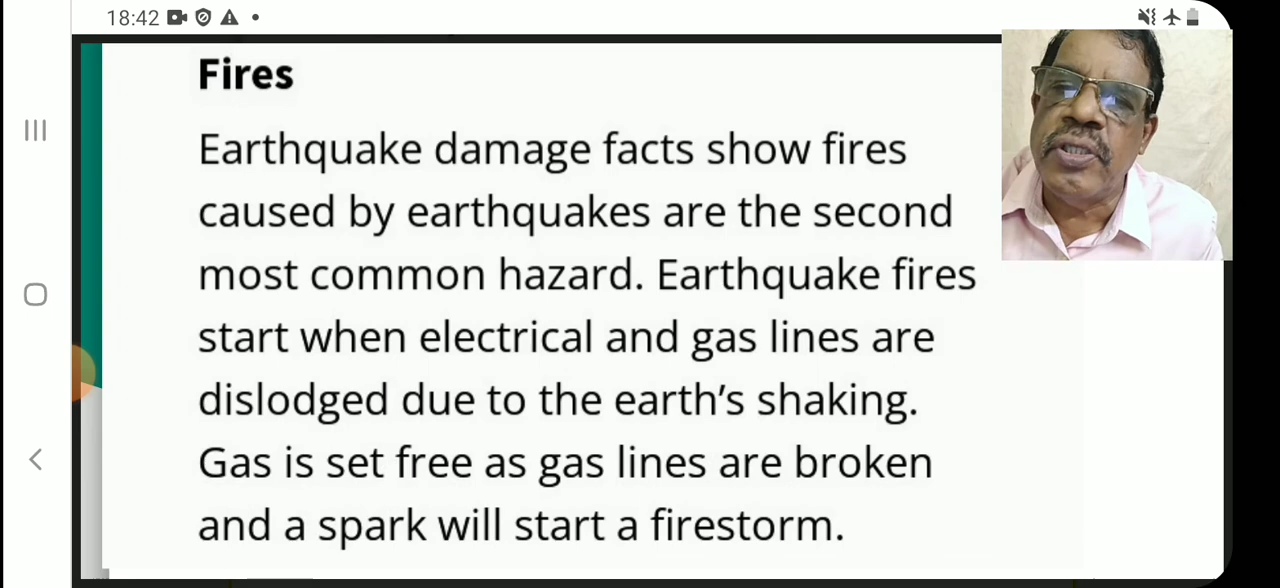 18:42
Fires
Earthquake damage facts show fires
caused by earthquakes are the second
most common hazard. Earthquake fires
start when electrical and gas lines are
dislodged due to the earth’s shaking.
Gas is set free as gas lines are broken
and a spark will start a firestorm.